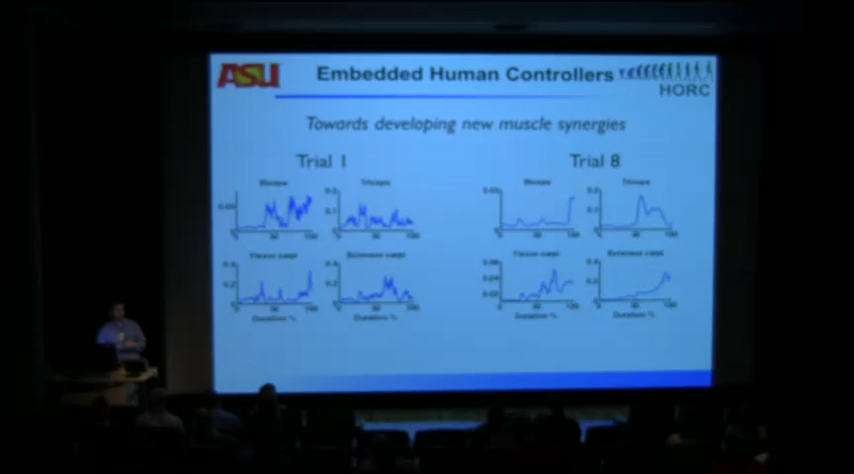 ASU
Embedded Human Controllers
HORC
Towards developing new muscle synergies
Trial 1
Trial 8
Biceps
Triceps
Biceps
Triceps
Flexor carpi
Extensor carpi
Flexor carpi
Extensor carpi
Duration %
Duration %
Duration %
Duration %